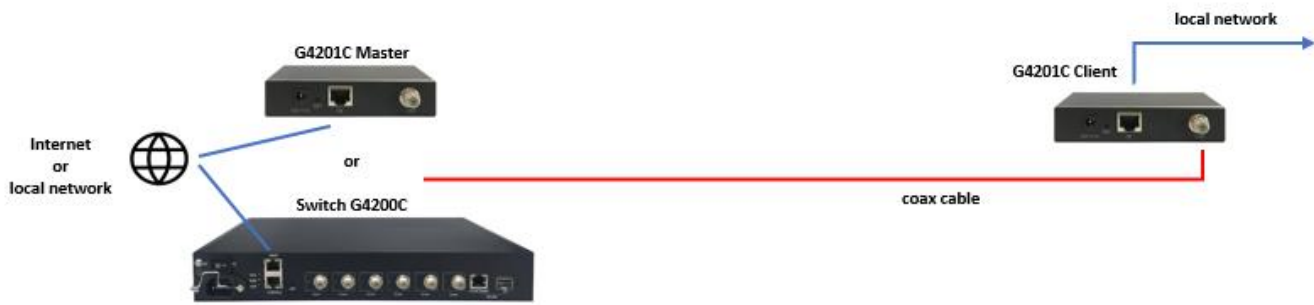 local network
G4201C Master
G4201C Client
Internet
or
local network
or
coax cable
Switch G4200C